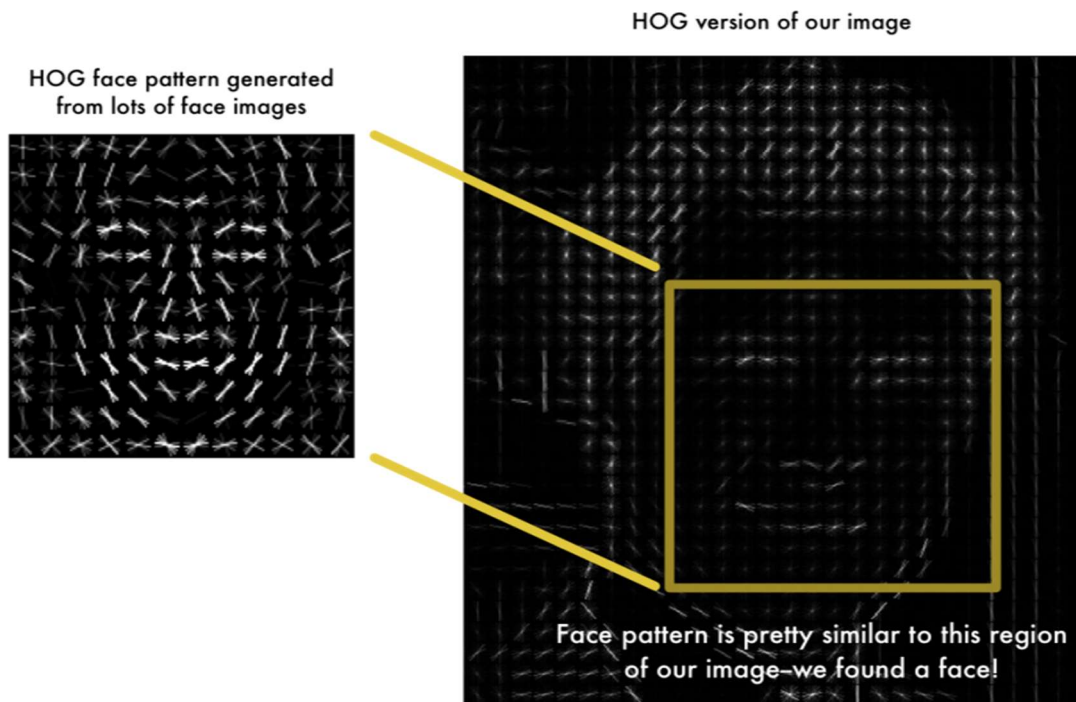 HOG version of our image
HOG face pattern generated
from lots of face images
Face pattern is pretty similar to this region
of our image–we found a face!